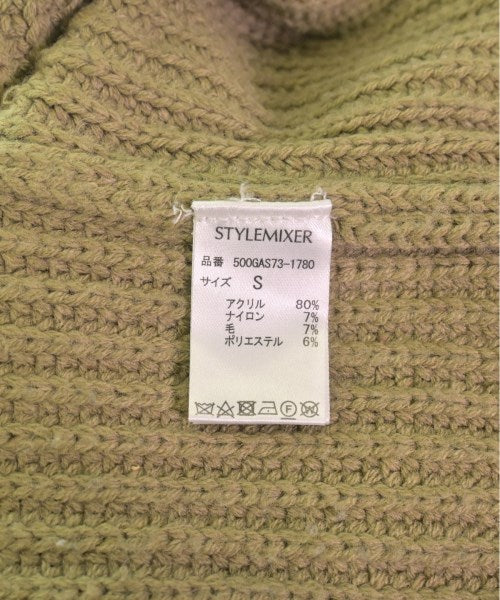 STYLEMIXER
品番 500GAS73-1780
サイズ S
アクリル 80%
ナイロン 7%
毛 7%
ポリエステル 6%
F W